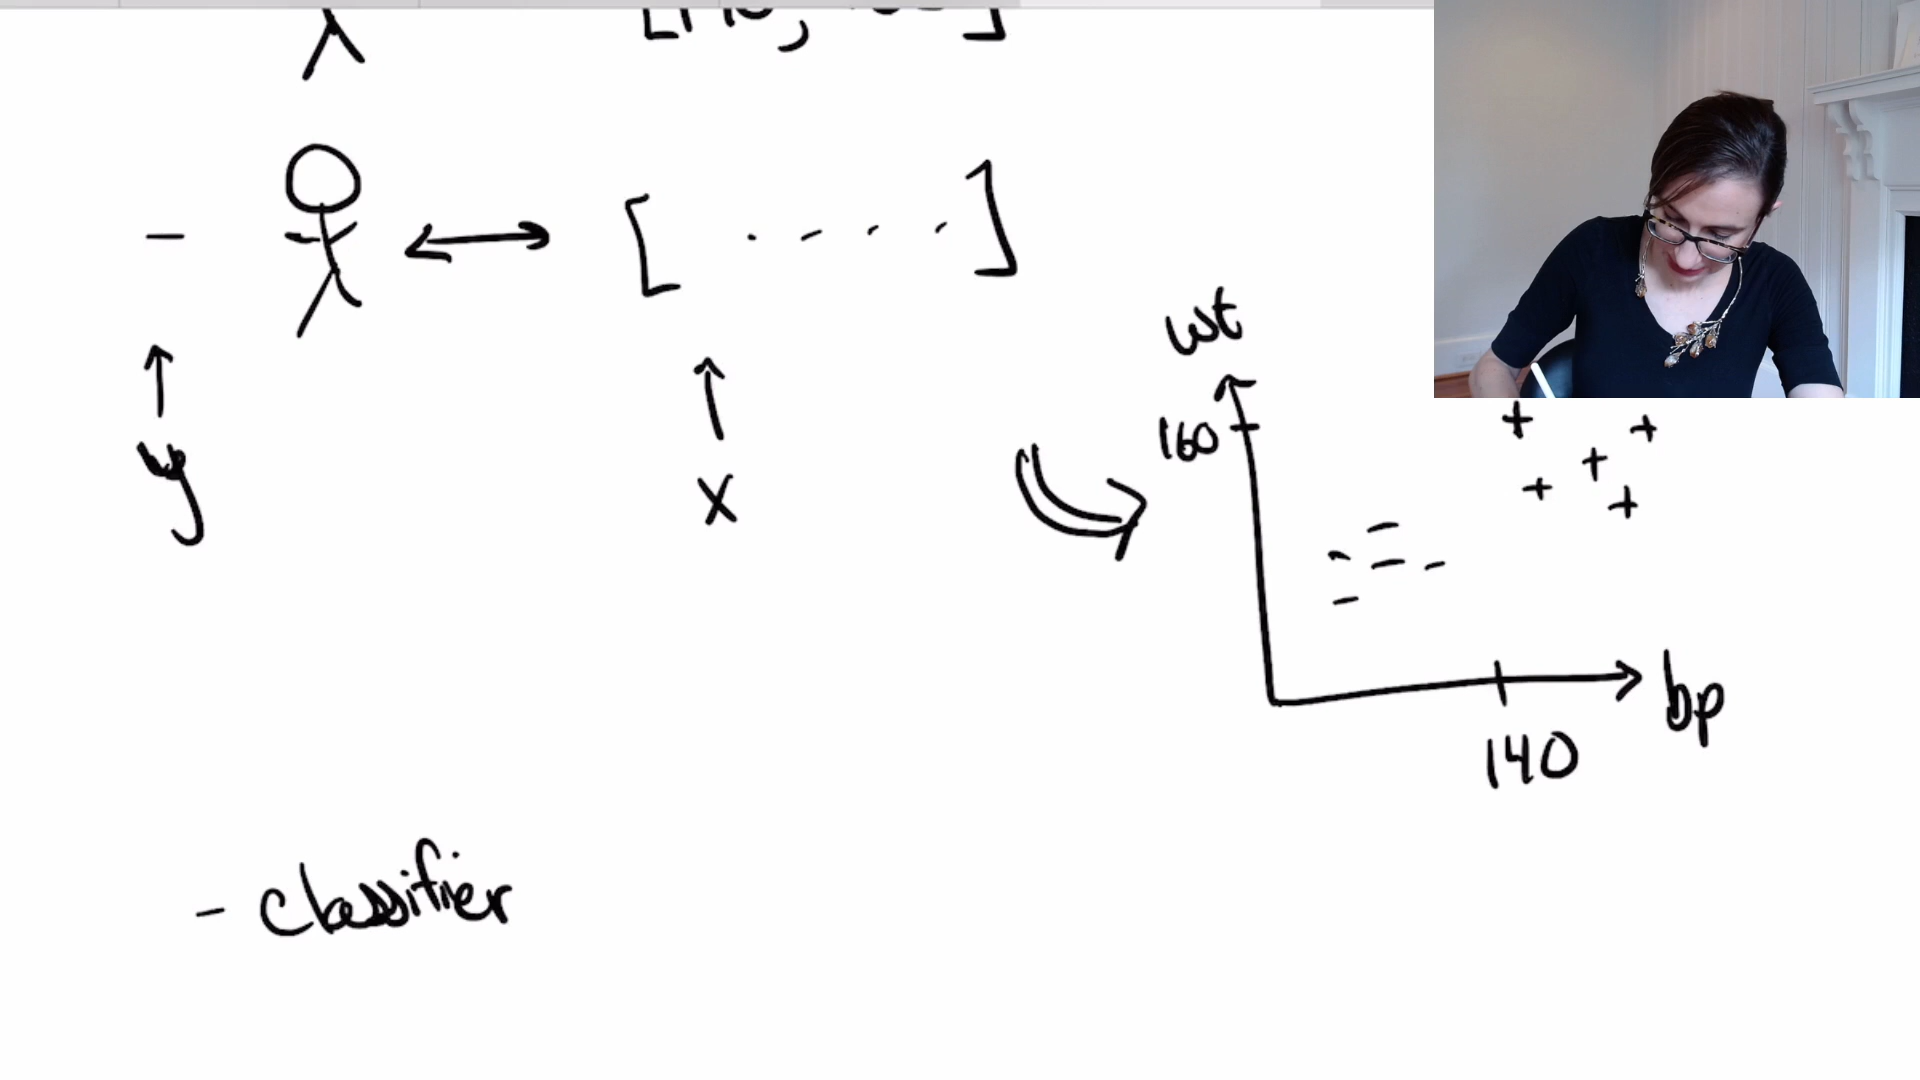 [ . - - - ]
y
x
wt
160
140
bp
- classifier